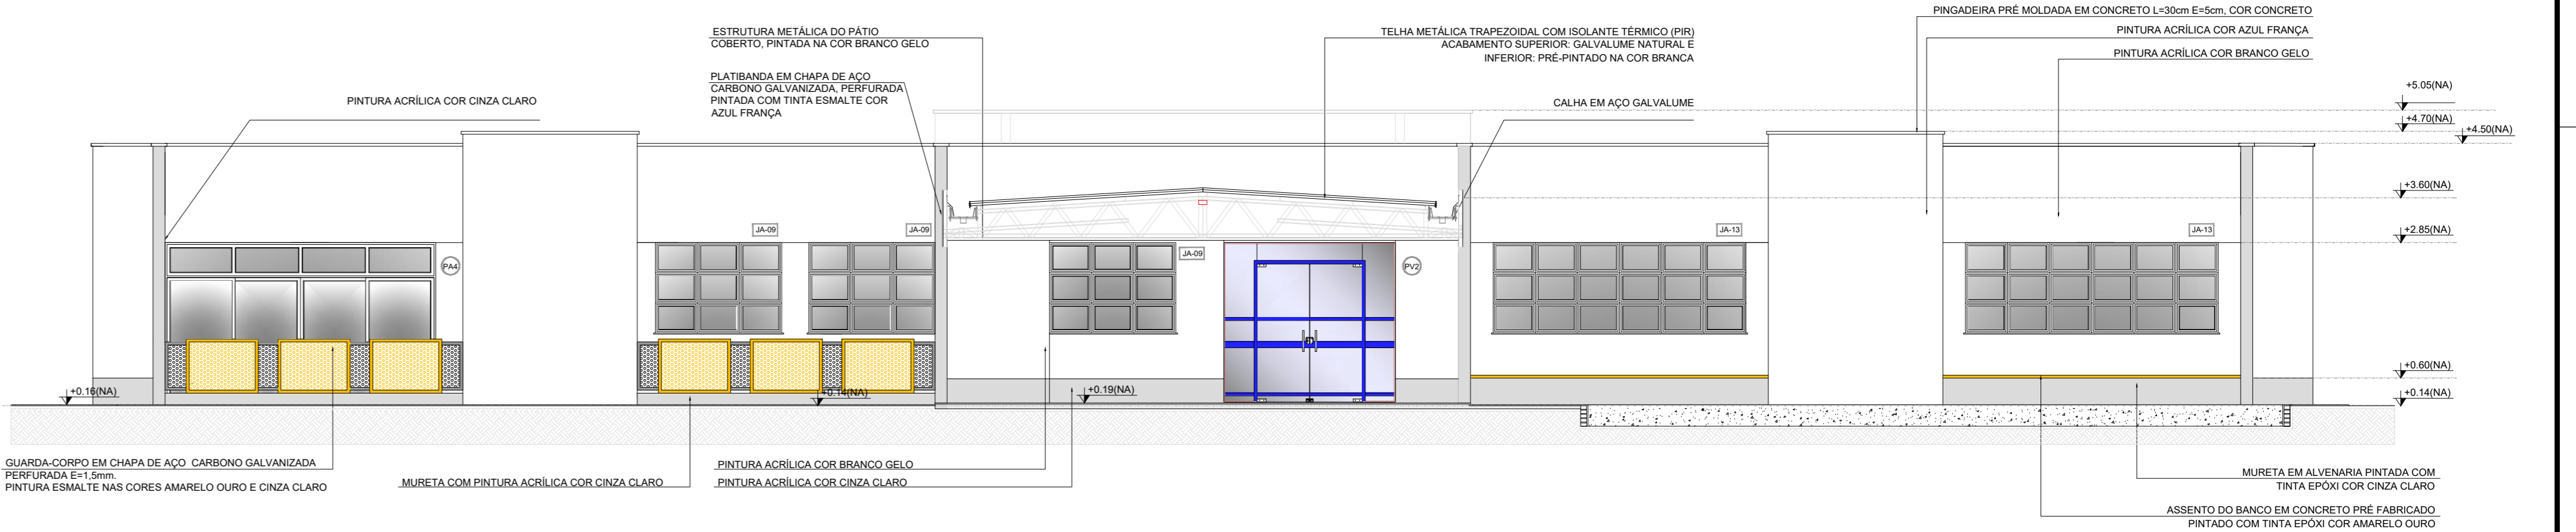 PINGADEIRA PRÉ MOLDADA EM CONCRETO L=30cm E=5cm, COR CONCRETO
ESTRUTURA METÁLICA DO PÁTIO
COBERTO, PINTADA NA COR BRANCO GELO
TELHA METÁLICA TRAPEZOIDAL COM ISOLANTE TÉRMICO (PIR)
ACABAMENTO SUPERIOR: GALVALUME NATURAL E
INFERIOR: PRÉ-PINTADO NA COR BRANCA
PINTURA ACRÍLICA COR AZUL FRANÇA
PINTURA ACRÍLICA COR BRANCO GELO
PLATIBANDA EM CHAPA DE AÇO
CARBONO GALVANIZADA, PERFURADA
PINTADA COM TINTA ESMALTE COR
AZUL FRANÇA
PINTURA ACRÍLICA COR CINZA CLARO
CALHA EM AÇO GALVALUME
+5.05(NA)
+4.70(NA)
+4.50(NA)
+3.60(NA)
JA-09
JA-09
JA-09
JA-13
JA-13
+2.85(NA)
PA4
PV2
+0.60(NA)
+0.16(NA)
+0.14(NA)
+0.19(NA)
+0.14(NA)
GUARDA-CORPO EM CHAPA DE AÇO CARBONO GALVANIZADA
PERFURADA E=1,5mm.
PINTURA ESMALTE NAS CORES AMARELO OURO E CINZA CLARO
MURETA COM PINTURA ACRÍLICA COR CINZA CLARO
PINTURA ACRÍLICA COR BRANCO GELO
PINTURA ACRÍLICA COR CINZA CLARO
MURETA EM ALVENARIA PINTADA COM
TINTA EPÓXI COR CINZA CLARO
ASSENTO DO BANCO EM CONCRETO PRÉ FABRICADO
PINTADO COM TINTA EPÓXI COR AMARELO OURO